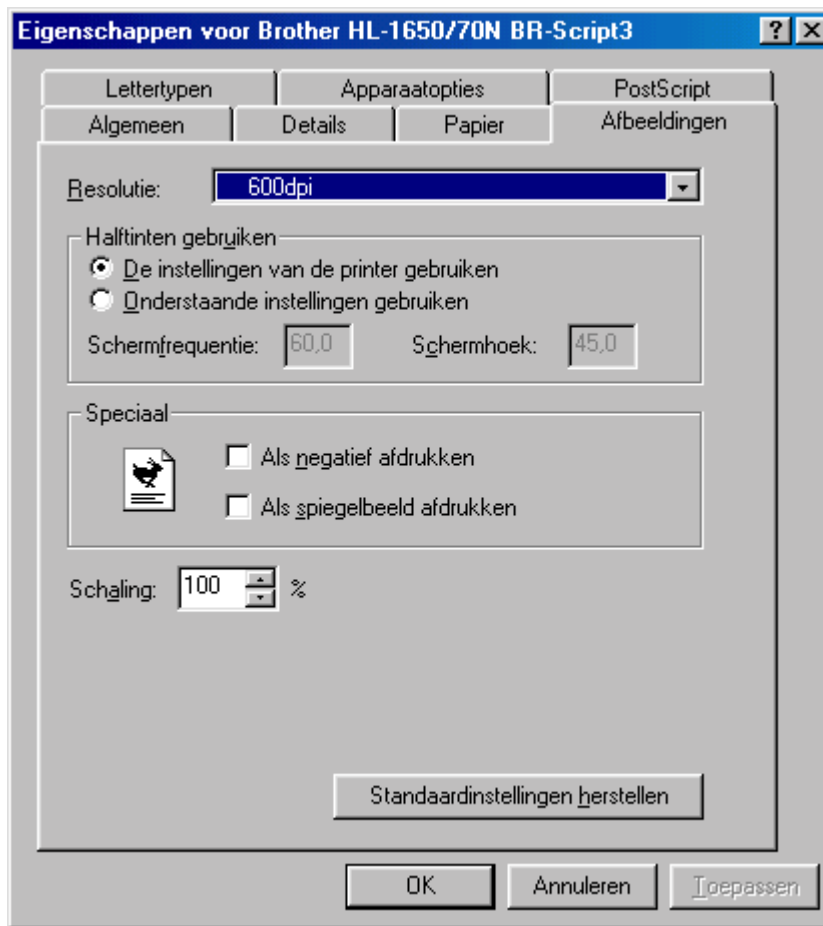 Eigenschappen voor Brother HL-1650/70N BR-Script3
Lettertypen Apparaatopties PostScript
Algemeen Details Papier Afbeeldingen
Resolutie: 600dpi
Halftinten gebruiken
De instellingen van de printer gebruiken
Onderstaande instellingen gebruiken
Schermfrequentie: 60,0 Schermhoek: 45,0
Speciaal
Als negatief afdrukken
Als spiegelbeeld afdrukken
Schaling: 100 %
Standaardinstellingen herstellen
OK Annuleren Toepassen